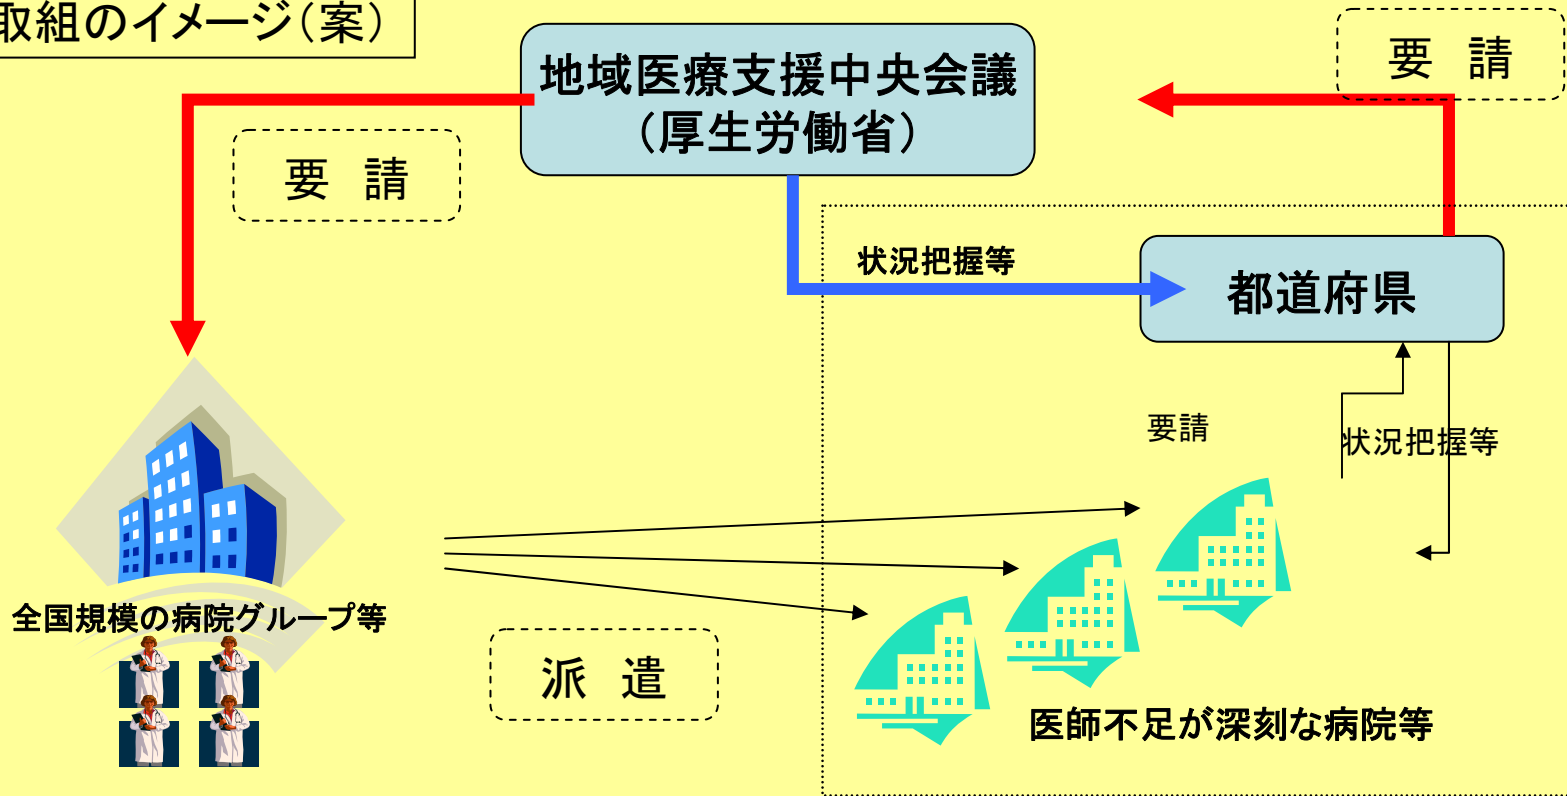 取組のイメージ（案）
地域医療支援中央会議
（厚生労働省）
要　請
要　請
状況把握等
都道府県
要請
状況把握等
全国規模の病院グループ等
派　遣
医師不足が深刻な病院等